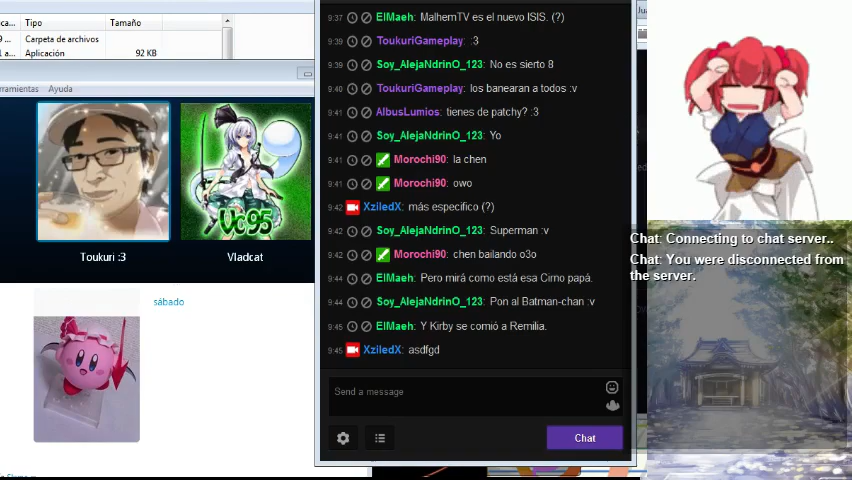 Tipo
Tamaño
Carpeta de archivos
Aplicación
92 KB
Ayuda
VC95
Toukuri :3
Vladcat
sábado
9:37 ElMaeh: MalhemTV es el nuevo ISIS. (?)
9:39 ToukuriGameplay: :3
9:39 Soy_AlejaNdrinO_123: No es sierto 8
9:40 ToukuriGameplay: los banearan a todos :v
9:41 AlbusLumios: tienes de patchy? :3
9:41 Soy_AlejaNdrinO_123: Yo
9:41 Morochi90: la chen
9:41 Morochi90: owo
9:42 XziledX: más especifico (?)
9:42 Soy_AlejaNdrinO_123: Superman :v
9:42 Morochi90: chen bailando o3o
9:44 ElMaeh: Pero mirá como está esa Cirno papá.
9:44 Soy_AlejaNdrinO_123: Pon al Batman-chan :v
9:45 ElMaeh: Y Kirby se comió a Remilia.
9:45 XziledX: asdfgd
Send a message
Chat
Chat: Connecting to chat server..
Chat: You were disconnected from
the server.